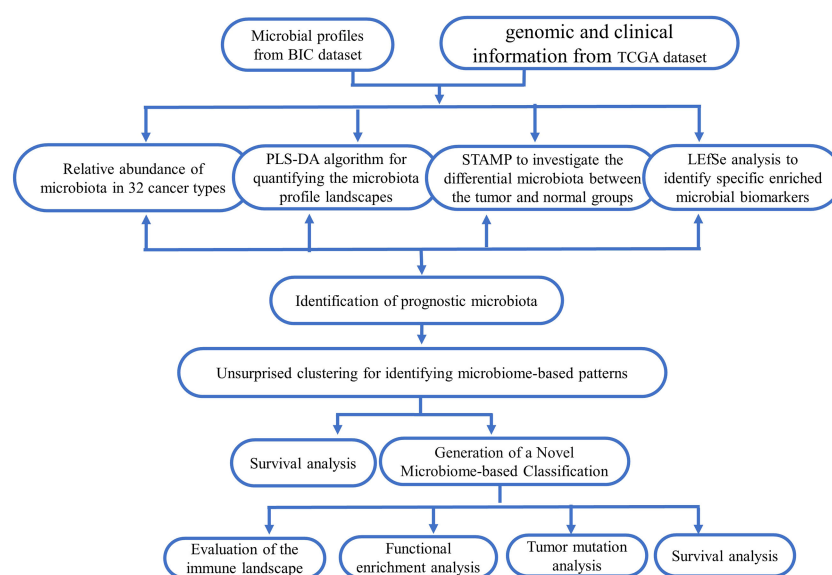 Microbial profiles
from BIC dataset
genomic and clinical
information from TCGA dataset
Relative abundance of
microbiota in 32 cancer types
PLS-DA algorithm for
quantifying the microbiota
profile landscapes
STAMP to investigate the
differential microbiota between
the tumor and normal groups
LEfSe analysis to
identify specific enriched
microbial biomarkers
Identification of prognostic microbiota
Unsurprised clustering for identifying microbiome-based patterns
Survival analysis
Generation of a Novel
Microbiome-based Classification
Evaluation of the
immune landscape
Functional
enrichment analysis
Tumor mutation
analysis
Survival analysis